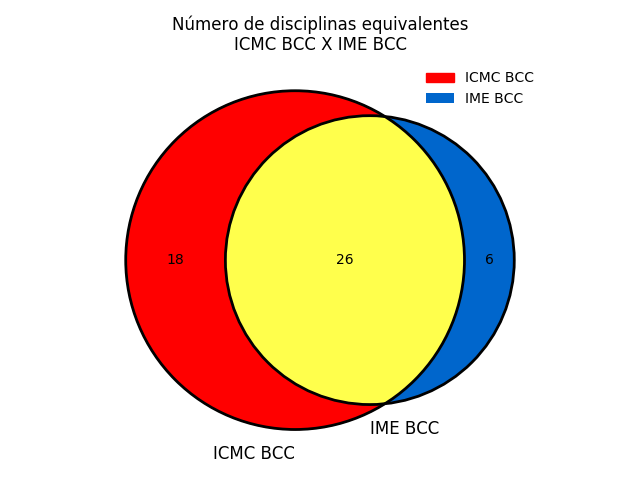 Número de disciplinas equivalentes
ICMC BCC X IME BCC
ICMC BCC
IME BCC
18
26
6
IME BCC
ICMC BCC